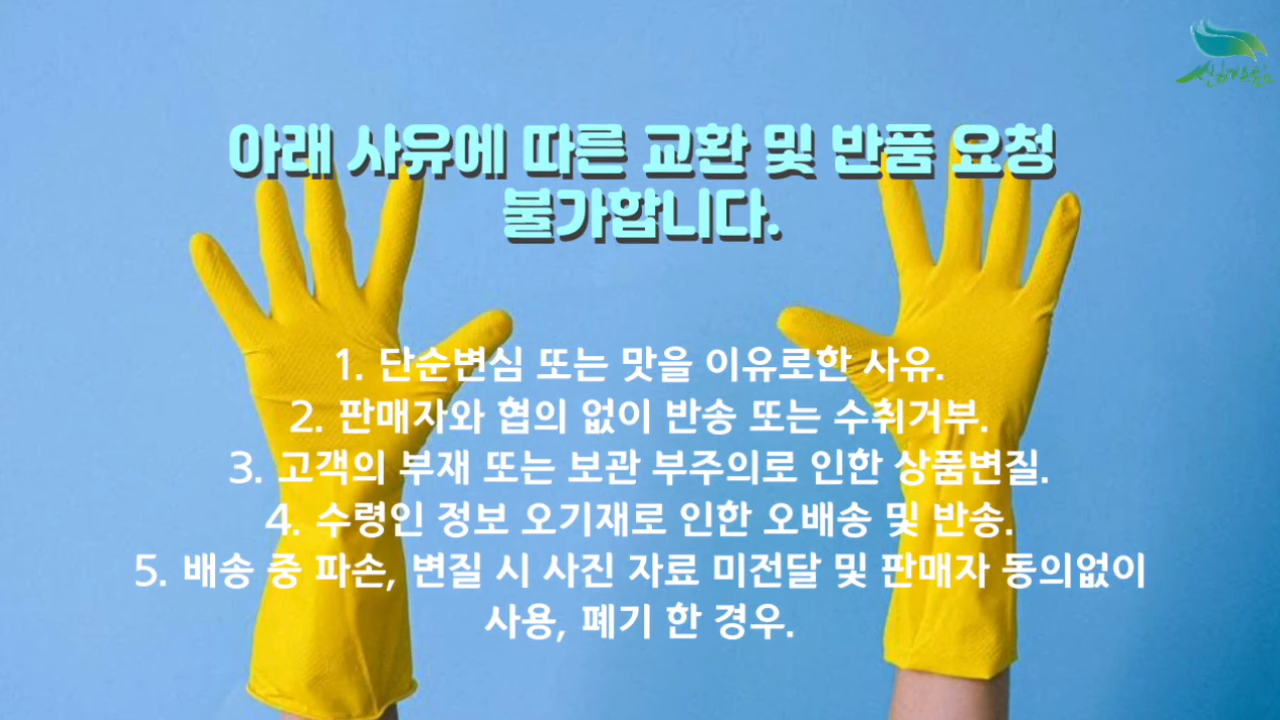 아래 사유에 따른 교환 및 반품 요청
불가합니다.
1. 단순변심 또는 맛을 이유로한 사유.
2. 판매자와 협의 없이 반송 또는 수취거부.
3. 고객의 부재 또는 보관 부주의로 인한 상품변질.
4. 수령인 정보 오기재로 인한 오배송 및 반송.
5. 배송 중 파손, 변질 시 사진 자료 미전달 및 판매자 동의없이
사용, 폐기 한 경우.